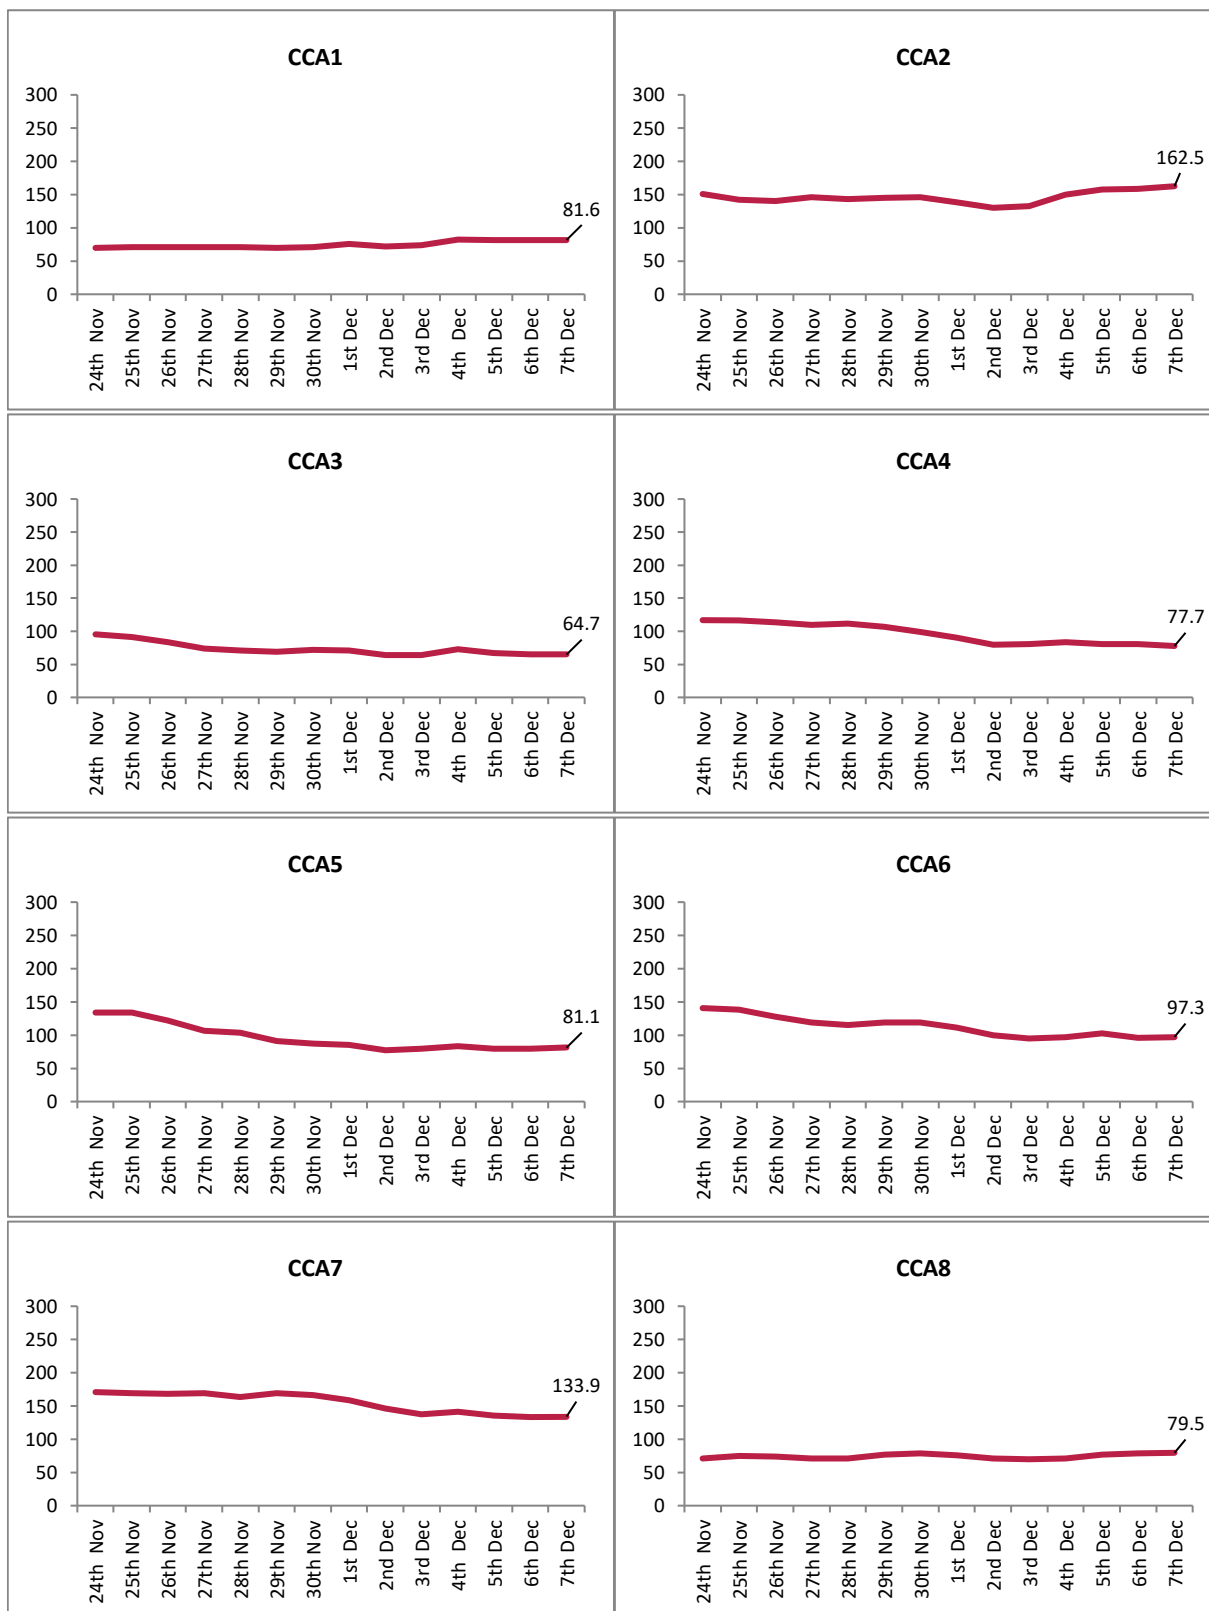 CCA1
300
250
200
150
100
50
0
81.6
24th  Nov
25th Nov
26th Nov
27th Nov
28th Nov
29th Nov
30th Nov
1st Dec
2nd Dec
3rd Dec
4th  Dec
5th Dec
6th Dec
7th Dec
CCA2
300
250
200
150
100
50
0
162.5
24th  Nov
25th Nov
26th Nov
27th Nov
28th Nov
29th Nov
30th Nov
1st Dec
2nd Dec
3rd Dec
4th  Dec
5th Dec
6th Dec
7th Dec
CCA3
300
250
200
150
100
50
0
64.7
24th  Nov
25th Nov
26th Nov
27th Nov
28th Nov
29th Nov
30th Nov
1st Dec
2nd Dec
3rd Dec
4th  Dec
5th Dec
6th Dec
7th Dec
CCA4
300
250
200
150
100
50
0
77.7
24th  Nov
25th Nov
26th Nov
27th Nov
28th Nov
29th Nov
30th Nov
1st Dec
2nd Dec
3rd Dec
4th  Dec
5th Dec
6th Dec
7th Dec
CCA5
300
250
200
150
100
50
0
81.1
24th  Nov
25th Nov
26th Nov
27th Nov
28th Nov
29th Nov
30th Nov
1st Dec
2nd Dec
3rd Dec
4th  Dec
5th Dec
6th Dec
7th Dec
CCA6
300
250
200
150
100
50
0
97.3
24th  Nov
25th Nov
26th Nov
27th Nov
28th Nov
29th Nov
30th Nov
1st Dec
2nd Dec
3rd Dec
4th  Dec
5th Dec
6th Dec
7th Dec
CCA7
300
250
200
150
100
50
0
133.9
24th  Nov
25th Nov
26th Nov
27th Nov
28th Nov
29th Nov
30th Nov
1st Dec
2nd Dec
3rd Dec
4th  Dec
5th Dec
6th Dec
7th Dec
CCA8
300
250
200
150
100
50
0
79.5
24th  Nov
25th Nov
26th Nov
27th Nov
28th Nov
29th Nov
30th Nov
1st Dec
2nd Dec
3rd Dec
4th  Dec
5th Dec
6th Dec
7th Dec